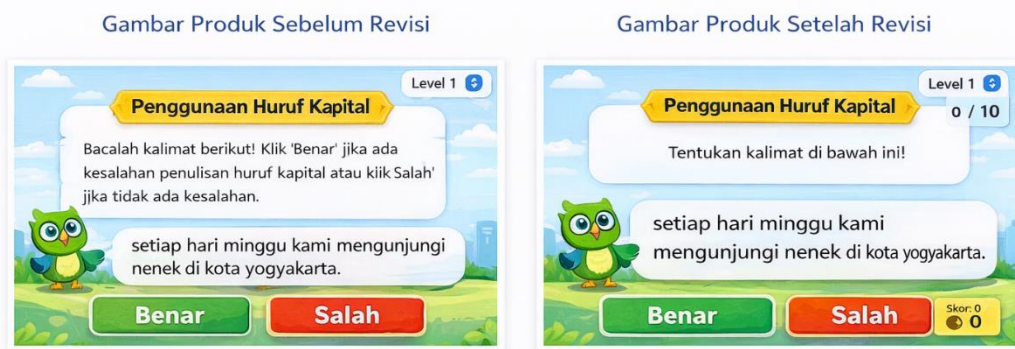 Gambar Produk Sebelum Revisi
Level 1
Penggunaan Huruf Kapital
Bacalah kalimat berikut! Klik 'Benar' jika ada
kesalahan penulisan huruf kapital atau kiik Salah'
jjka tidak ada kesalahan.
setiap hari minggu kami mengunjungi
nenek di kota yogyakarta.
Benar
Salah
Gambar Produk Setelah Revisi
Level 1
Penggunaan Huruf Kapital
0 / 10
Tentukan kalimat di bawah ini!
setiap hari minggu kami
mengunjungi nenek di kota yogyakarta.
Benar
Salah
Skor: 0
0